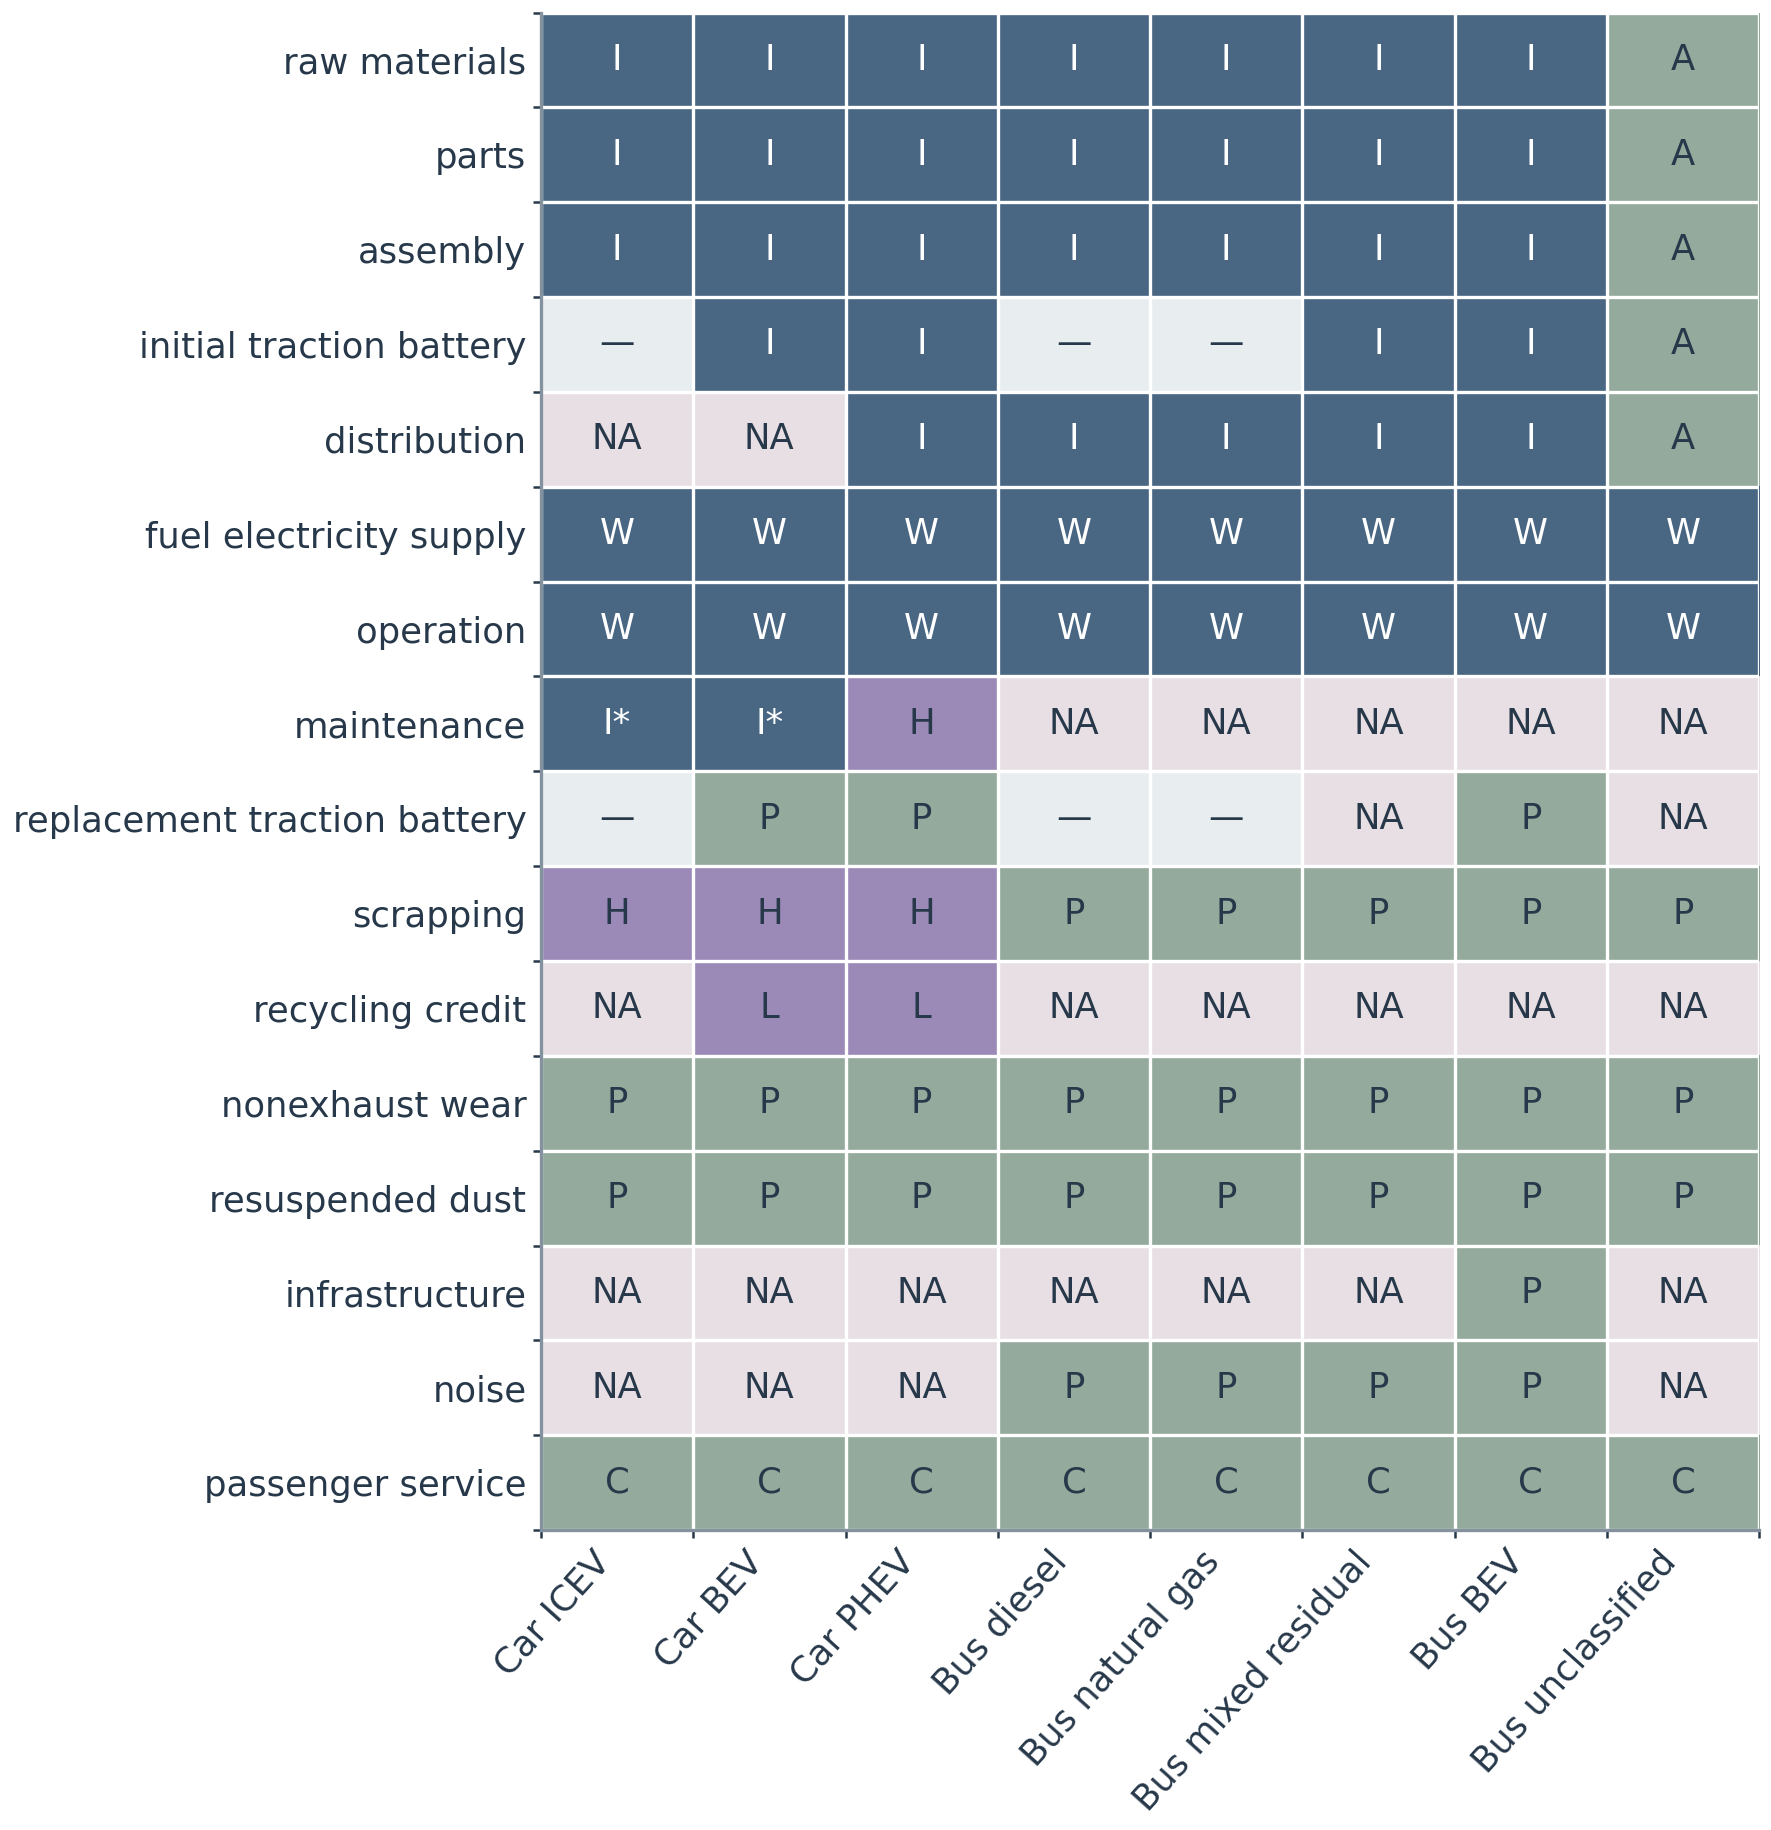 raw materials I I I I I I I A
parts I I I I I I I A
assembly I I I I I I I A
initial traction battery — I I — — I I A
distribution NA NA I I I I I A
fuel electricity supply W W W W W W W W
operation W W W W W W W W
maintenance I* I* H NA NA NA NA NA
replacement traction battery — P P — — NA P NA
scrapping H H H P P P P P
recycling credit NA L L NA NA NA NA NA
nonexhaust wear P P P P P P P P
resuspended dust P P P P P P P P
infrastructure NA NA NA NA NA NA P NA
noise NA NA NA P P P P NA
passenger service C C C C C C C C
Car ICEV
Car BEV
Car PHEV
Bus diesel
Bus natural gas
Bus mixed residual
Bus BEV
Bus unclassified